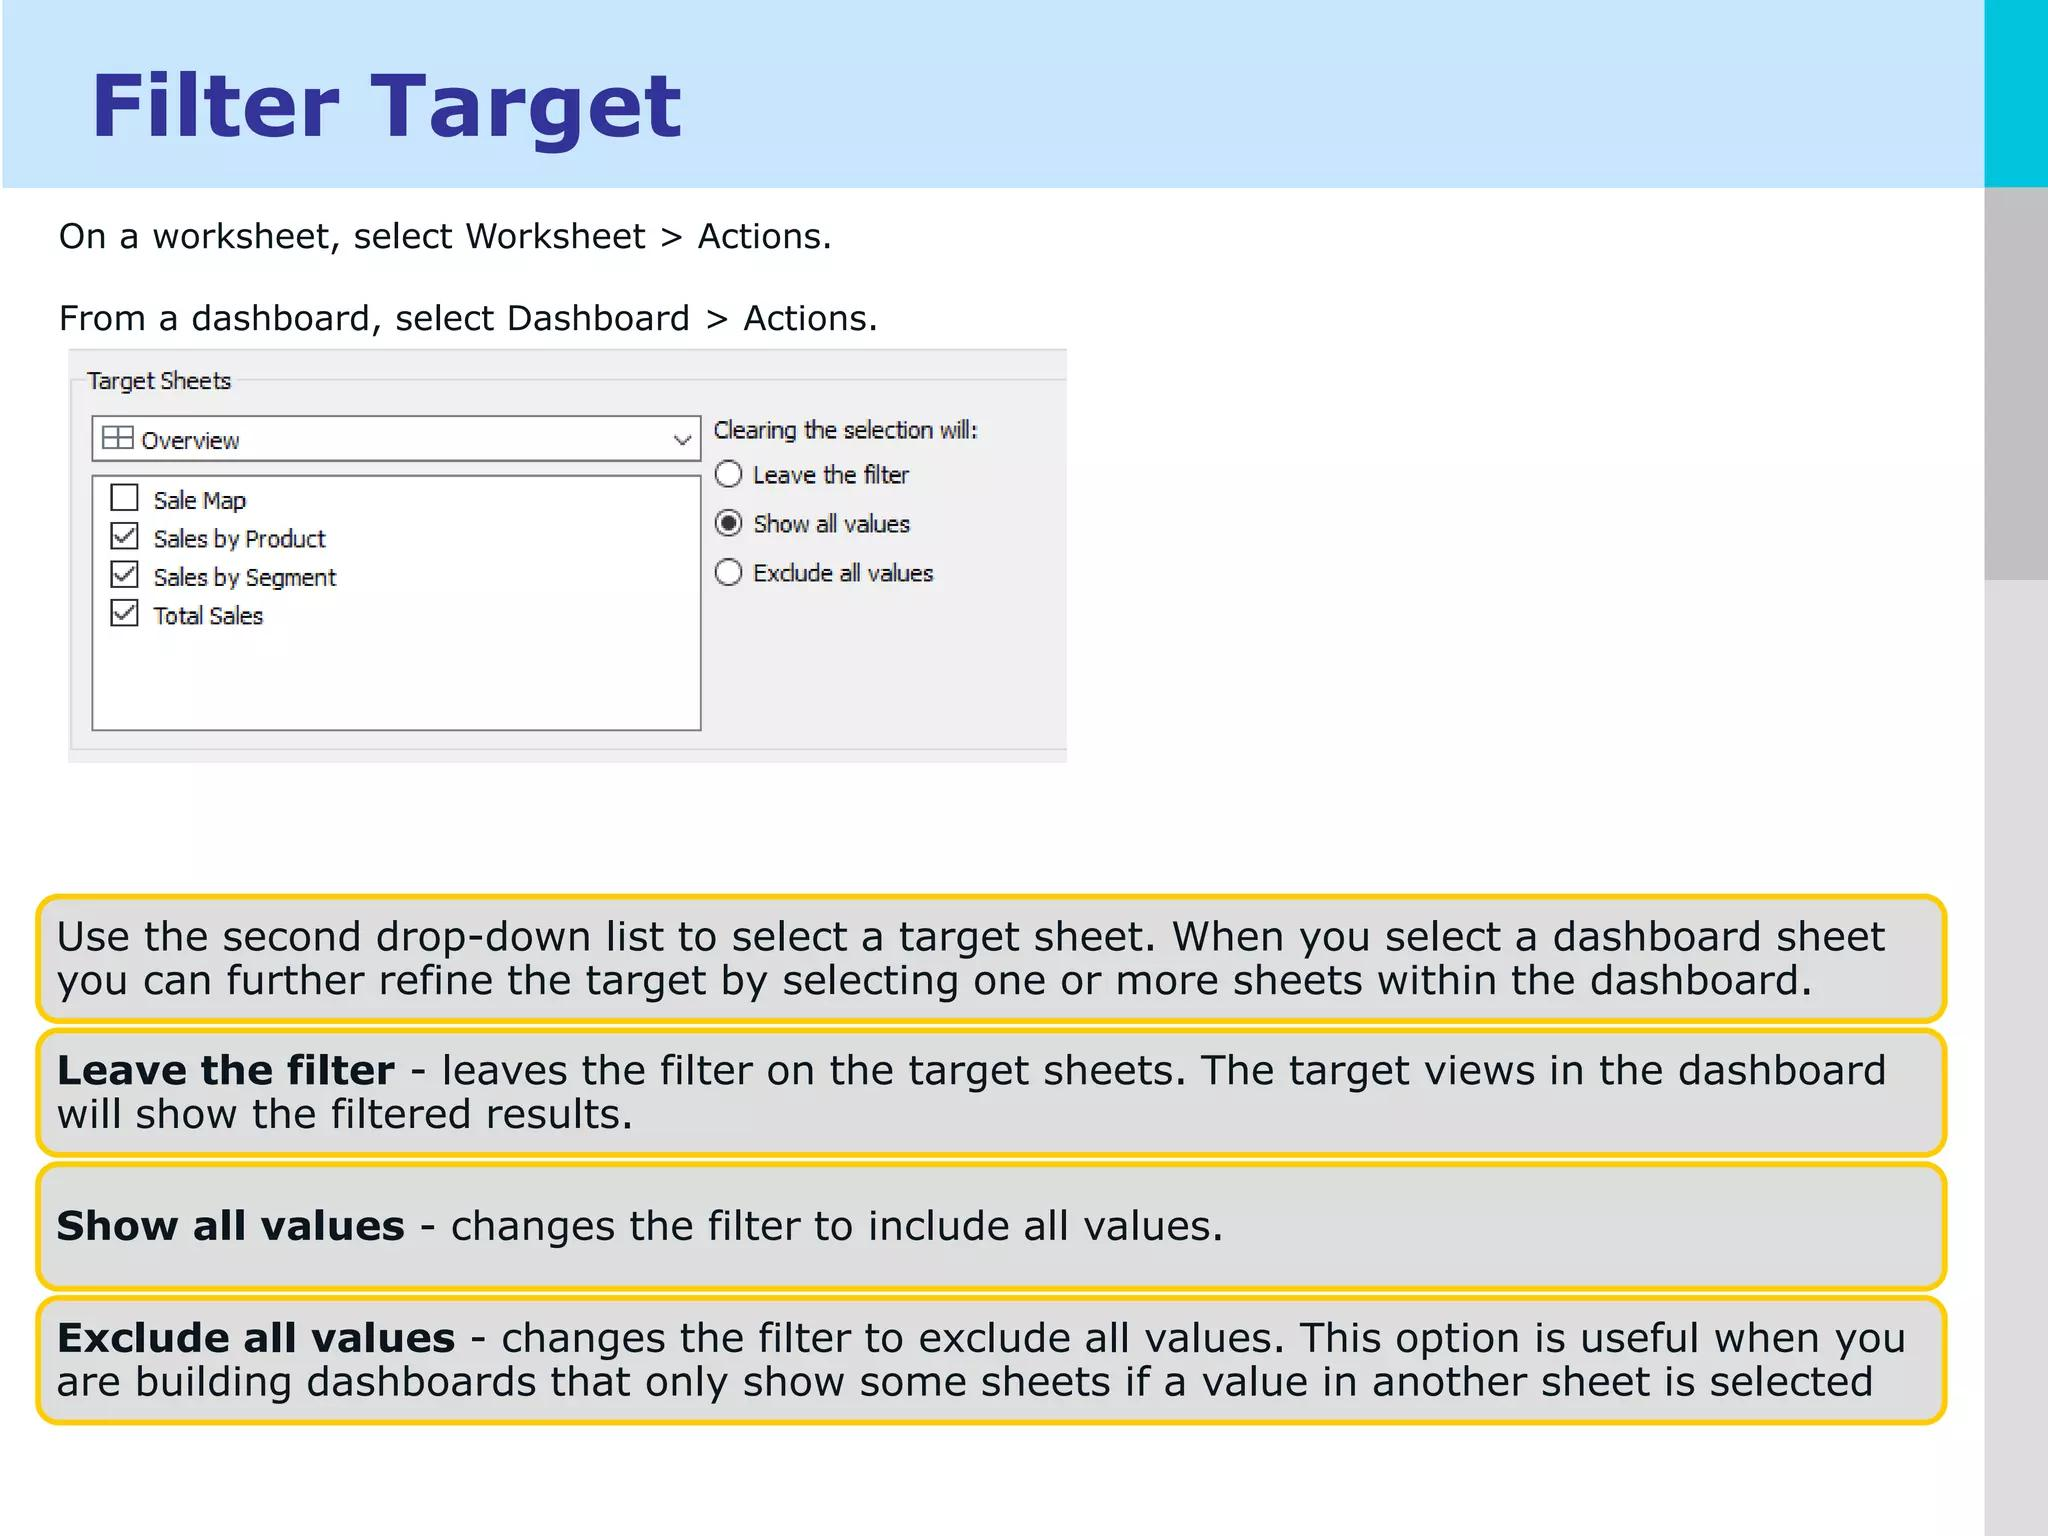 Filter Target
On a worksheet, select Worksheet > Actions.
From a dashboard, select Dashboard > Actions.
Target Sheets
Overview
Sale Map
Sales by Product
Sales by Segment
Total Sales
Clearing the selection will:
Leave the filter
Show all values
Exclude all values
Use the second drop-down list to select a target sheet. When you select a dashboard sheet
you can further refine the target by selecting one or more sheets within the dashboard.
Leave the filter - leaves the filter on the target sheets. The target views in the dashboard
will show the filtered results.
Show all values - changes the filter to include all values.
Exclude all values - changes the filter to exclude all values. This option is useful when you
are building dashboards that only show some sheets if a value in another sheet is selected